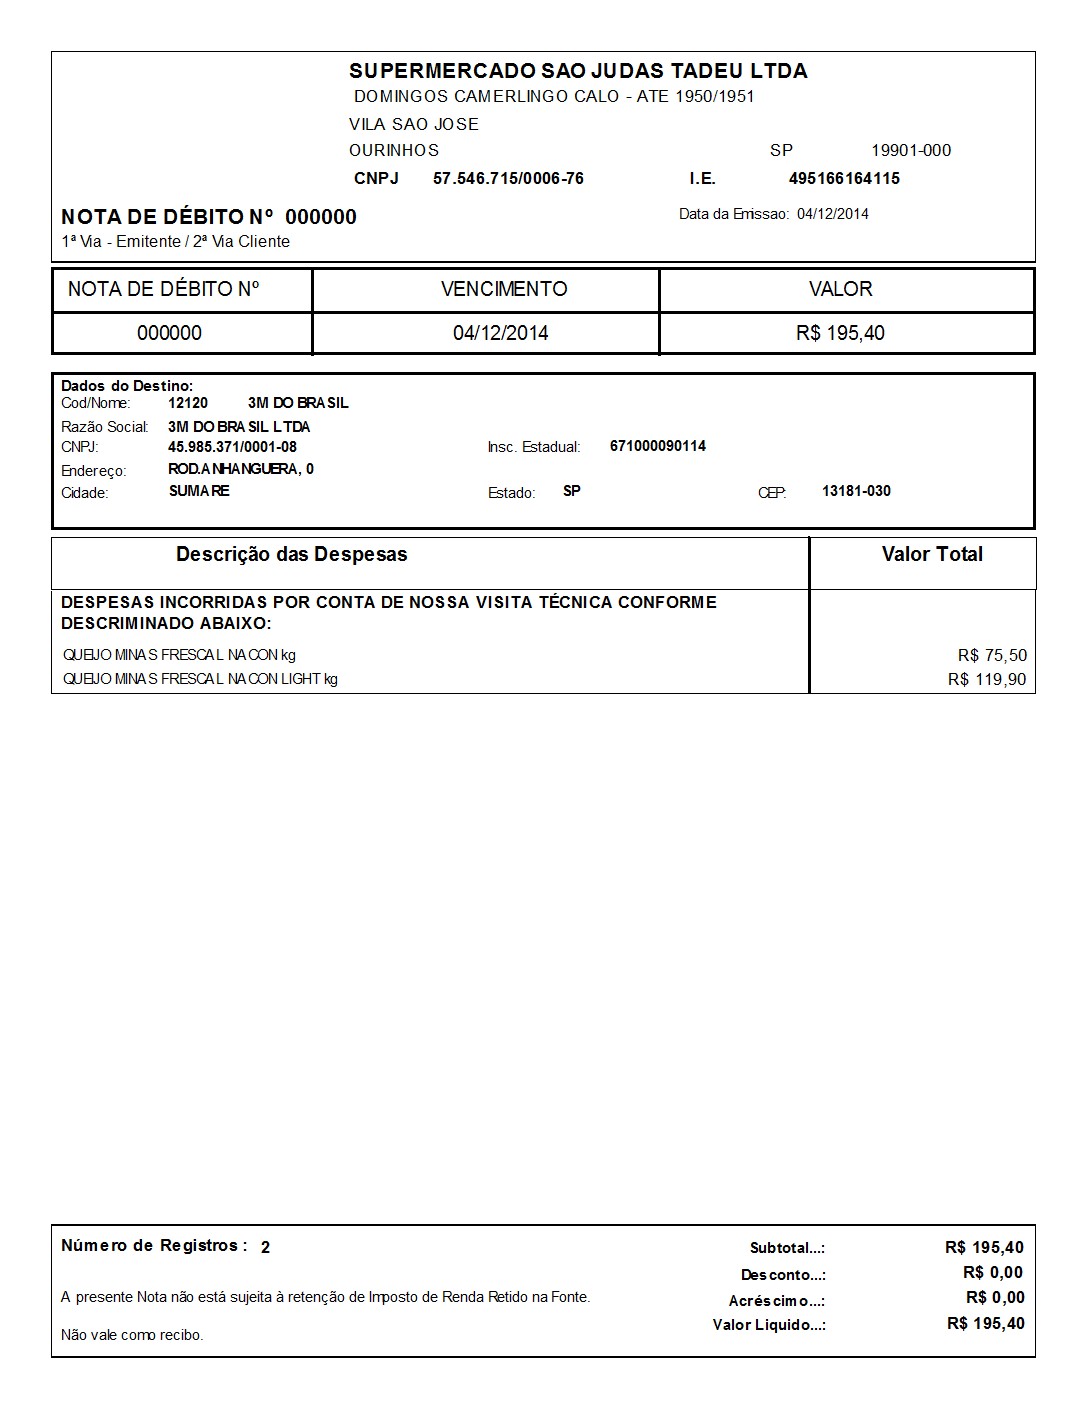 SUPERMERCADO SAO JUDAS TADEU LTDA
DOMINGOS CAMERLINGO CALO - ATE 1950/1951
VILA SAO JOSE
OURINHOS SP 19901-000
CNPJ 57.546.715/0006-76 I.E. 495166164115
NOTA DE DÉBITO Nº 000000 Data da Emissao: 04/12/2014
1ª Via - Emitente / 2ª Via Cliente
NOTA DE DÉBITO Nº VENCIMENTO VALOR
000000 04/12/2014 R$ 195,40
Dados do Destino:
Cod/Nome: 12120 3M DO BRASIL
Razão Social: 3M DO BRASIL LTDA
CNPJ: 45.985.371/0001-08 Insc. Estadual: 671000090114
Endereço: ROD.ANHANGUERA, 0
Cidade: SUMARE Estado: SP CEP: 13181-030
Descrição das Despesas Valor Total
DESPESAS INCORRIDAS POR CONTA DE NOSSA VISITA TÉCNICA CONFORME
DESCRIMINADO ABAIXO:
QUEIJO MINAS FRESCAL NACON kg R$ 75,50
QUEIJO MINAS FRESCAL NACON LIGHT kg R$ 119,90
Número de Registros : 2 Subtotal...: R$ 195,40
Desconto...: R$ 0,00
A presente Nota não está sujeita à retenção de Imposto de Renda Retido na Fonte. Acréscimo...: R$ 0,00
Valor Liquido...: R$ 195,40
Não vale como recibo.